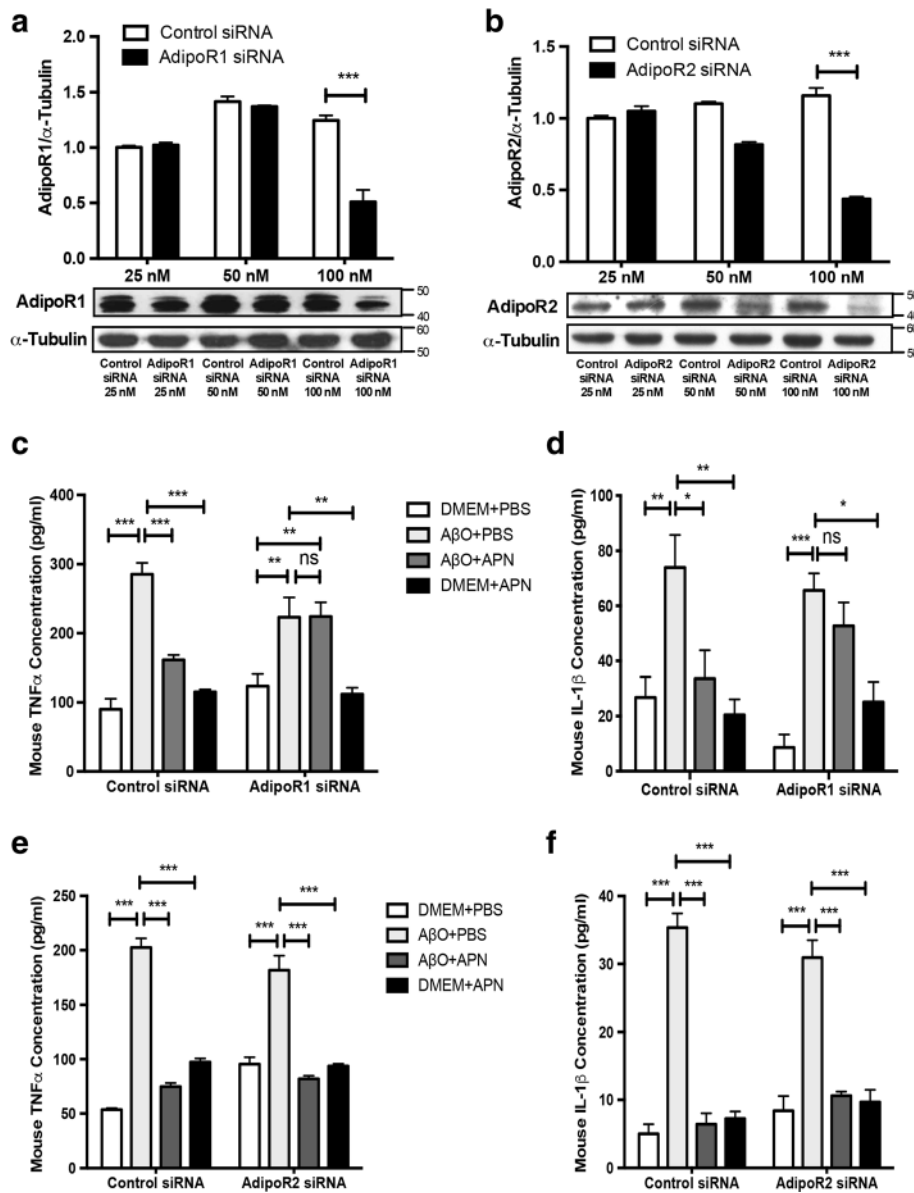 a
Control siRNA
AdipoR1 siRNA
***
AdipoR1/α-Tubulin
2.0
1.5
1.0
0.5
0.0
25 nM 50 nM 100 nM
AdipoR1
50
40
α-Tubulin
60
50
Control siRNA 25 nM
AdipoR1 siRNA 25 nM
Control siRNA 50 nM
AdipoR1 siRNA 50 nM
Control siRNA 100 nM
AdipoR1 siRNA 100 nM
b
Control siRNA
AdipoR2 siRNA
***
AdipoR2/α-Tubulin
1.5
1.0
0.5
0.0
25 nM 50 nM 100 nM
AdipoR2
α-Tubulin
Control siRNA 25 nM
AdipoR2 siRNA 25 nM
Control siRNA 50 nM
AdipoR2 siRNA 50 nM
Control siRNA 100 nM
AdipoR2 siRNA 100 nM
c
Mouse TNFα Concentration (pg/ml)
400
300
200
100
0
***
*** ***
**
**
** ns
Control siRNA AdipoR1 siRNA
DMEM+PBS
AβO+PBS
AβO+APN
DMEM+APN
d
Mouse IL-1β Concentration (pg/ml)
100
80
60
40
20
0
**
** *
*
*** ns
Control siRNA AdipoR1 siRNA
e
Mouse TNFα Concentration (pg/ml)
250
200
150
100
50
0
***
*** ***
***
*** ***
Control siRNA AdipoR2 siRNA
DMEM+PBS
AβO+PBS
AβO+APN
DMEM+APN
f
Mouse IL-1β Concentration (pg/ml)
40
30
20
10
0
***
*** ***
***
*** ***
Control siRNA AdipoR2 siRNA